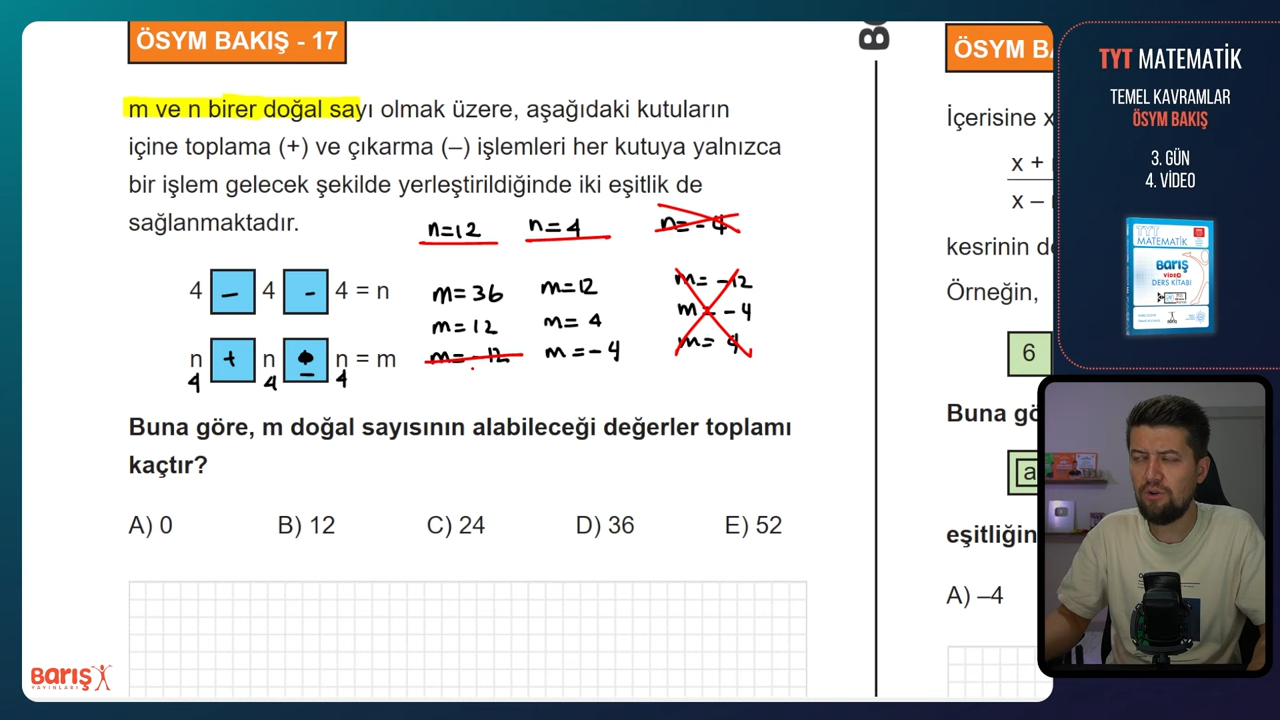 ÖSYM BAKIŞ - 17
m ve n birer doğal sayı olmak üzere, aşağıdaki kutuların
içine toplama (+) ve çıkarma (–) işlemleri her kutuya yalnızca
bir işlem gelecek şekilde yerleştirildiğinde iki eşitlik de
sağlanmaktadır.
n=12 n=4 n=-4
4 – 4 - 4 = n
m=36 m=12 m=-12
m=12 m=4 m=-4
n + n n = m
m=-12 m=-4 m=4
4 4 4
Buna göre, m doğal sayısının alabileceği değerler toplamı
kaçtır?
A) 0 B) 12 C) 24 D) 36 E) 52
BARIŞ
YAYINLARI
ÖSYM BA
İçerisine x
x +
x –
kesrinin d
Örneğin,
6
Buna gö
a
eşitliğin
A) –4
TYT MATEMATİK
TEMEL KAVRAMLAR
ÖSYM BAKIŞ
3. GÜN
4. VİDEO
TYT
MATEMATİK
BARIŞ
VİDEO
DERS KİTABI